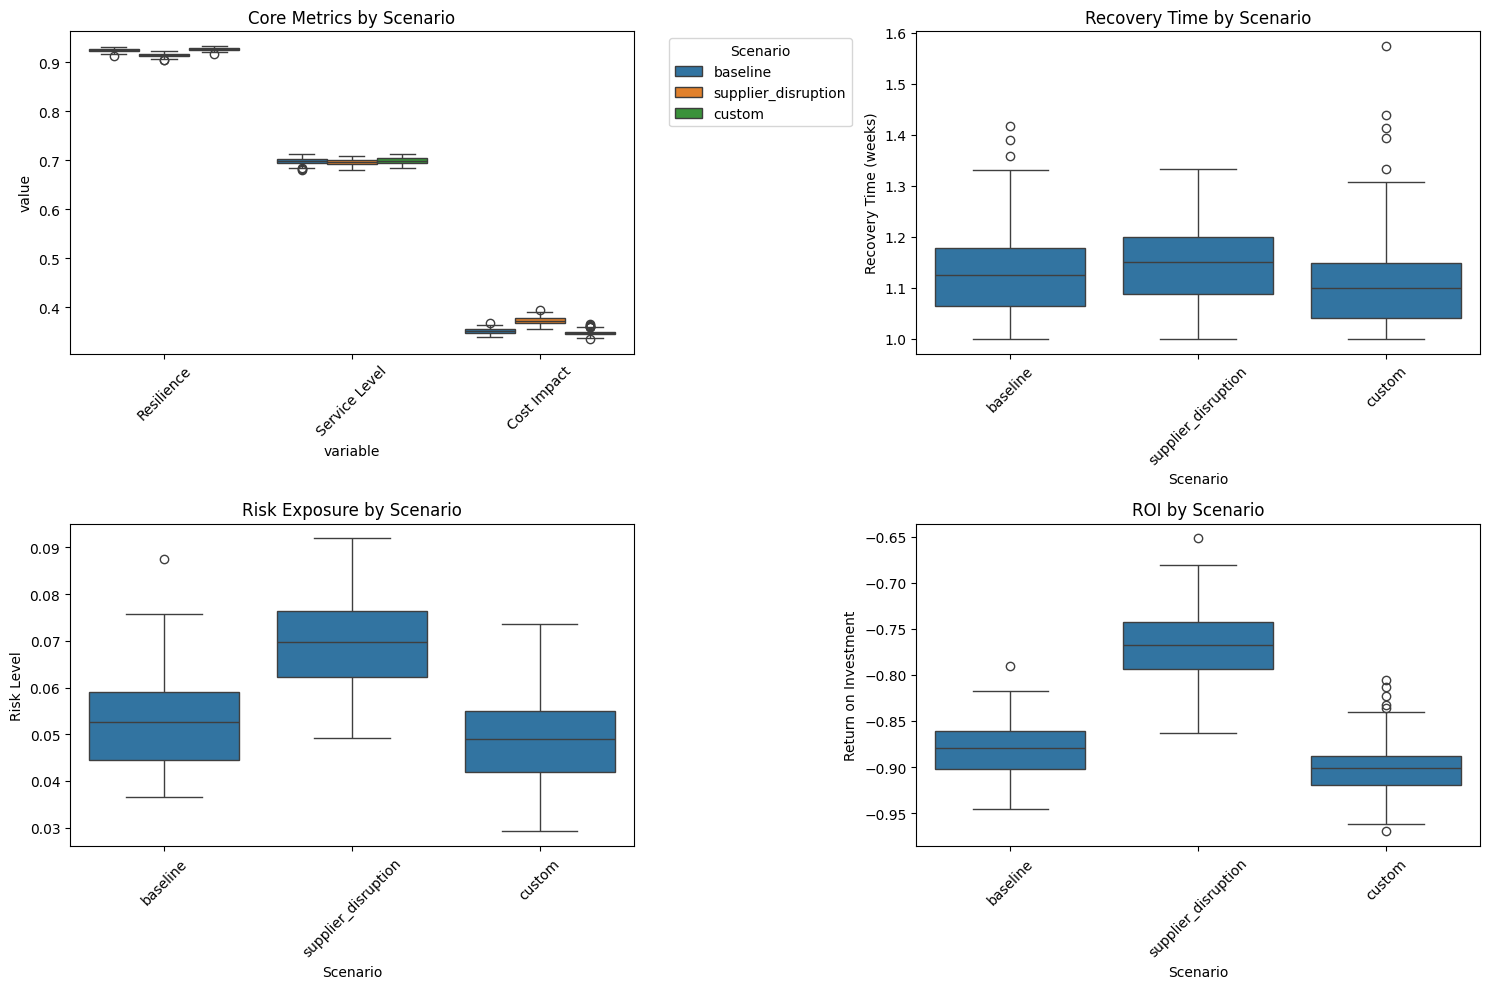 Core Metrics by Scenario
value
0.9
0.8
0.7
0.6
0.5
0.4
Resilience
Service Level
Cost Impact
variable
Scenario
baseline
supplier_disruption
custom
Recovery Time by Scenario
Recovery Time (weeks)
1.6
1.5
1.4
1.3
1.2
1.1
1.0
baseline
supplier_disruption
custom
Scenario
Risk Exposure by Scenario
Risk Level
0.09
0.08
0.07
0.06
0.05
0.04
0.03
baseline
supplier_disruption
custom
Scenario
ROI by Scenario
Return on Investment
−0.65
−0.70
−0.75
−0.80
−0.85
−0.90
−0.95
baseline
supplier_disruption
custom
Scenario